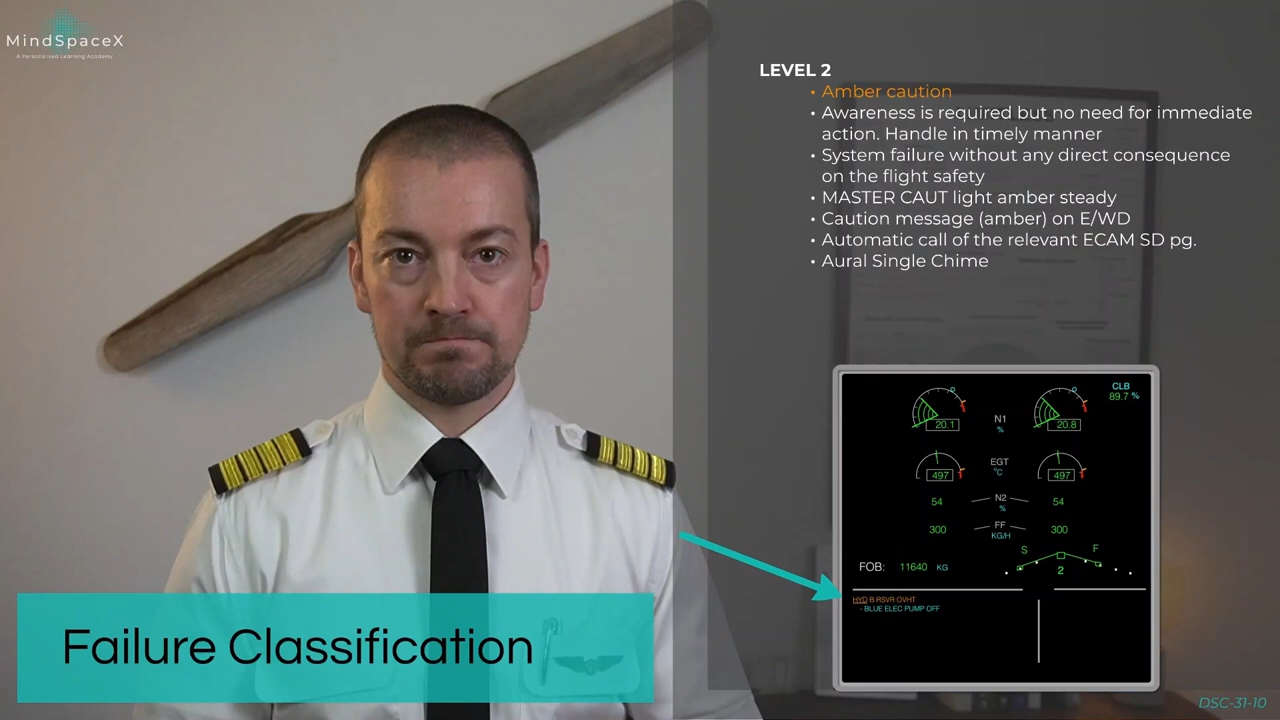 MindSpaceX
A Personalised Learning Academy
LEVEL 2
• Amber caution
• Awareness is required but no need for immediate
action. Handle in timely manner
• System failure without any direct consequence
on the flight safety
• MASTER CAUT light amber steady
• Caution message (amber) on E/WD
• Automatic call of the relevant ECAM SD pg.
• Aural Single Chime
CLB
89.7 %
20.1 N1 20.8
%
497 EGT 497
°C
54 N2 54
%
300 FF 300
KG/H
S F
FOB: 11640 KG
2
HYD B RSVR OVHT
- BLUE ELEC PUMP OFF
Failure Classification
DSC-31-10